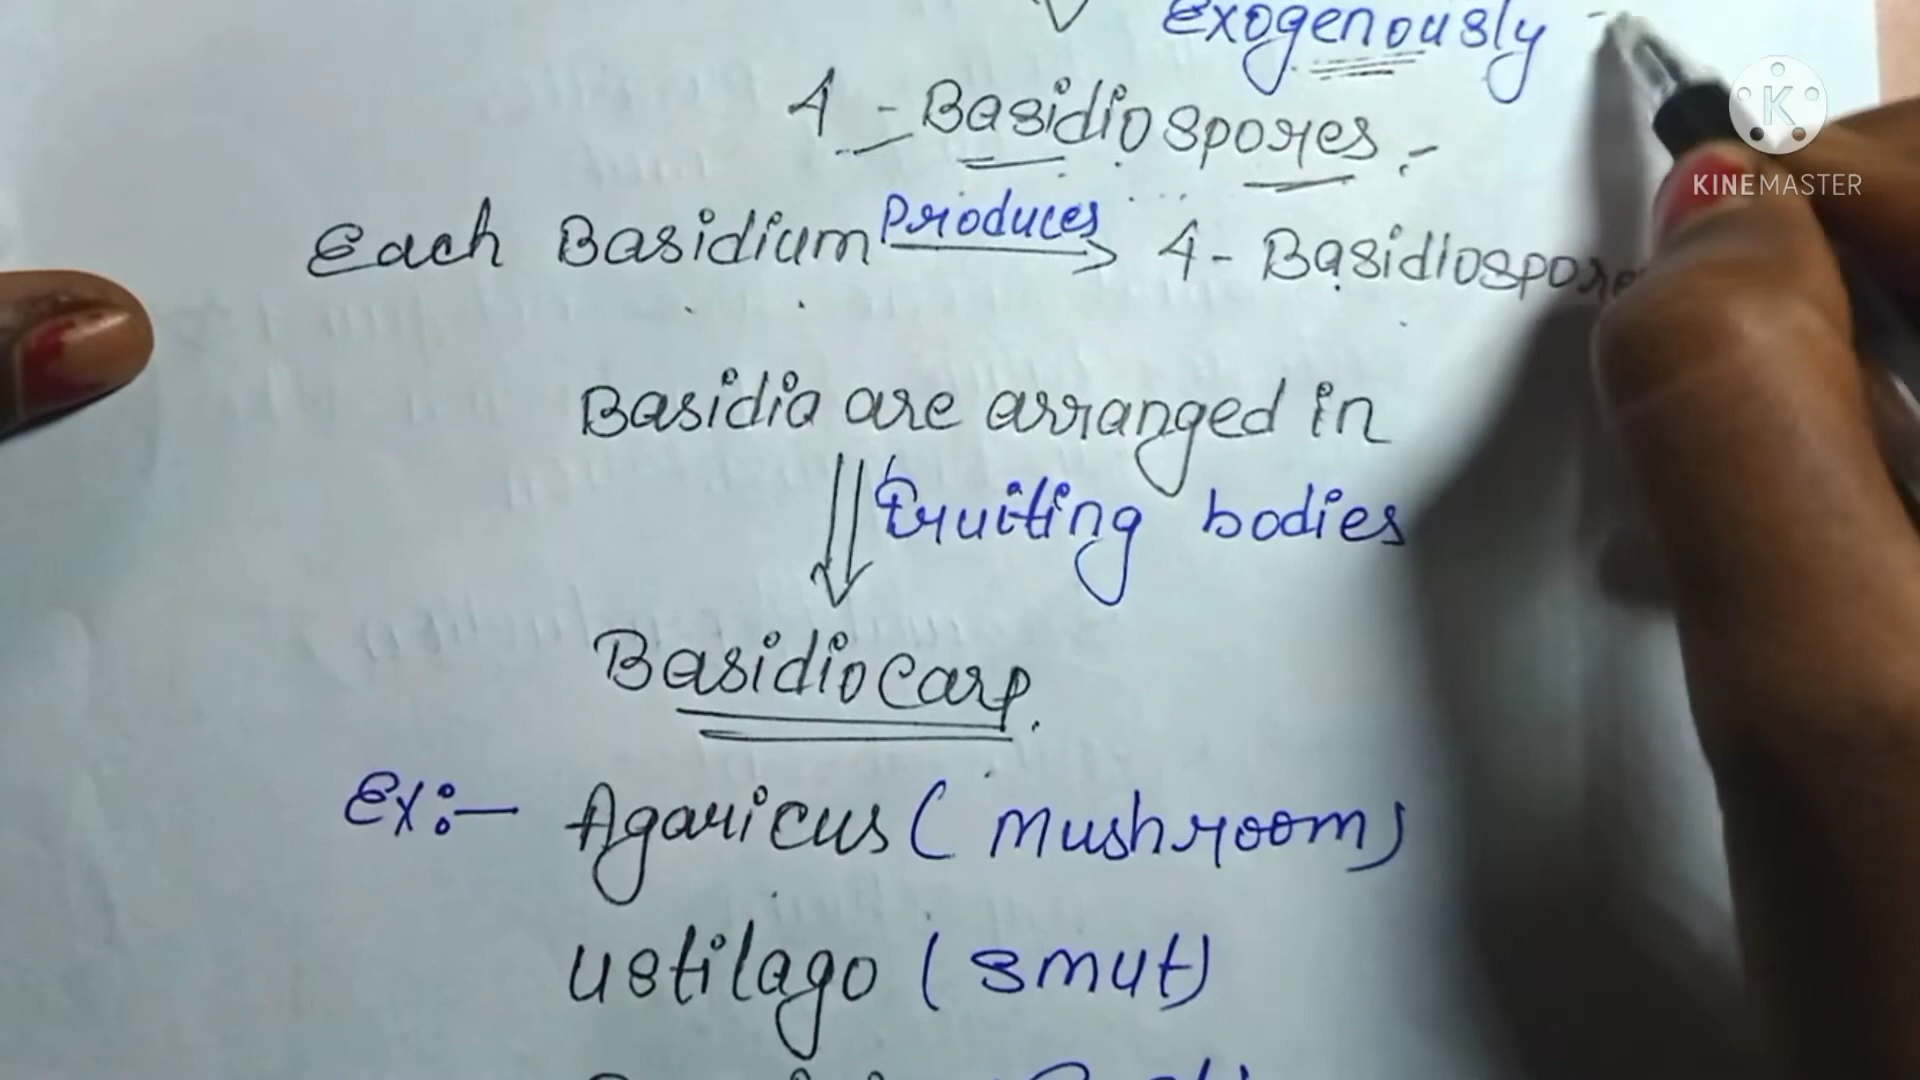 Exogenously
4 - Basidiospores.
Each Basidium Produces 4 - Basidiospore
Basidia are arranged in
Fruiting bodies
Basidiocarp.
Ex:- Agaricus (Mushroom)
Ustilago (Smut)
KINEMASTER